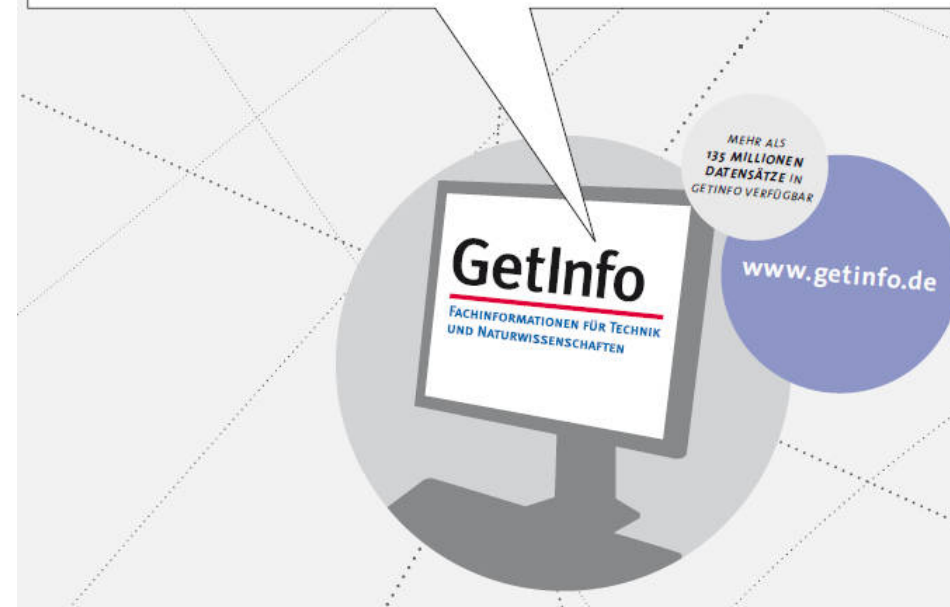 MEHR ALS
135 MILLIONEN
DATENSÄTZE IN
GETINFO VERFÜGBAR
www.getinfo.de
GetInfo
FACHINFORMATIONEN FÜR TECHNIK
UND NATURWISSENSCHAFTEN